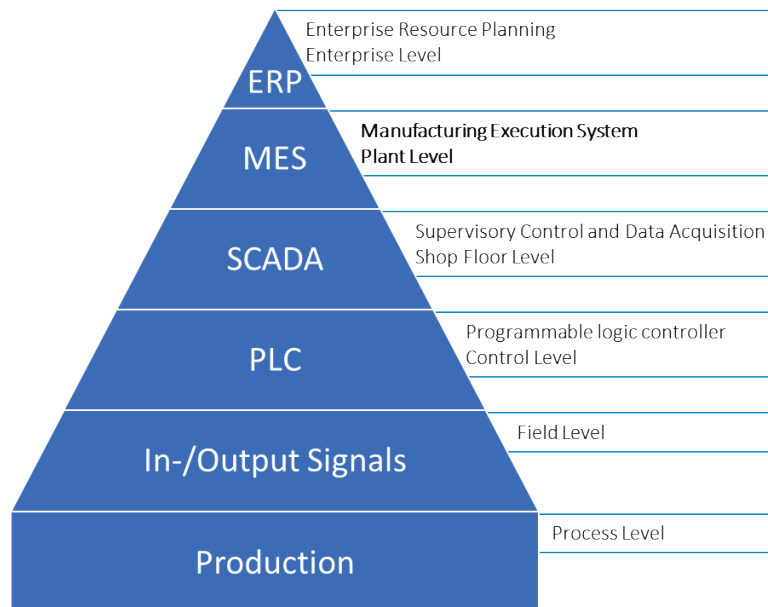 Enterprise Resource Planning
Enterprise Level
ERP
Manufacturing Execution System
Plant Level
MES
Supervisory Control and Data Acquisition
Shop Floor Level
SCADA
Programmable logic controller
Control Level
PLC
Field Level
In-/Output Signals
Process Level
Production